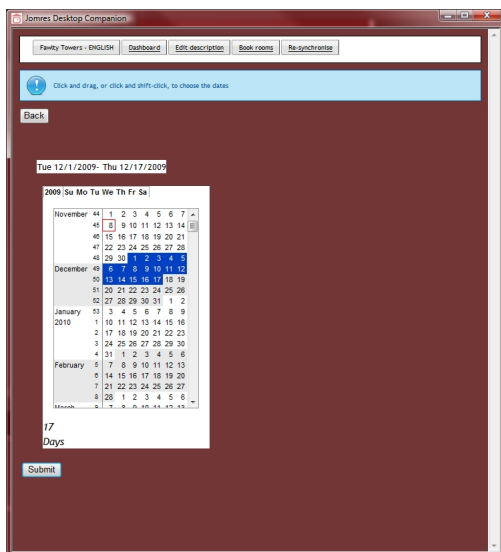 Jomres Desktop Companion
Fawlty Towers - ENGLISH Dashboard Edit description Book rooms Re-synchronise
Click and drag, or click and shift-click, to choose the dates
Back
Tue 12/1/2009- Thu 12/17/2009
2009 Su Mo Tu We Th Fr Sa
November 44 1 2 3 4 5 6 7
45 8 9 10 11 12 13 14
46 15 16 17 18 19 20 21
47 22 23 24 25 26 27 28
48 29 30 1 2 3 4 5
December 49 6 7 8 9 10 11 12
50 13 14 15 16 17 18 19
51 20 21 22 23 24 25 26
52 27 28 29 30 31 1 2
January 53 3 4 5 6 7 8 9
2010 1 10 11 12 13 14 15 16
2 17 18 19 20 21 22 23
3 24 25 26 27 28 29 30
4 31 1 2 3 4 5 6
February 5 7 8 9 10 11 12 13
6 14 15 16 17 18 19 20
7 21 22 23 24 25 26 27
8 28 1 2 3 4 5 6
March 9 7 8 9 10 11 12 13
17
Days
Submit